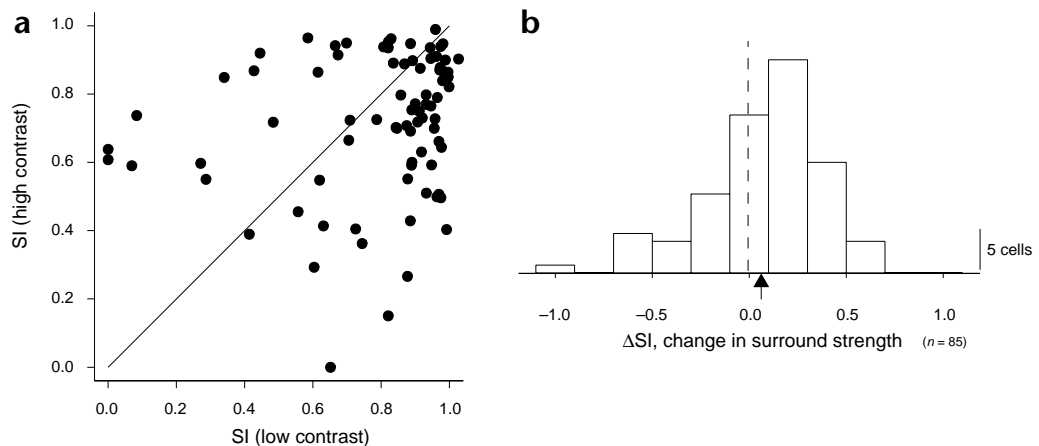 a
1.0
0.8
0.6
0.4
0.2
0.0
SI (high contrast)
0.0 0.2 0.4 0.6 0.8 1.0
SI (low contrast)
b
5 cells
–1.0 –0.5 0.0 0.5 1.0
ΔSI, change in surround strength (n = 85)